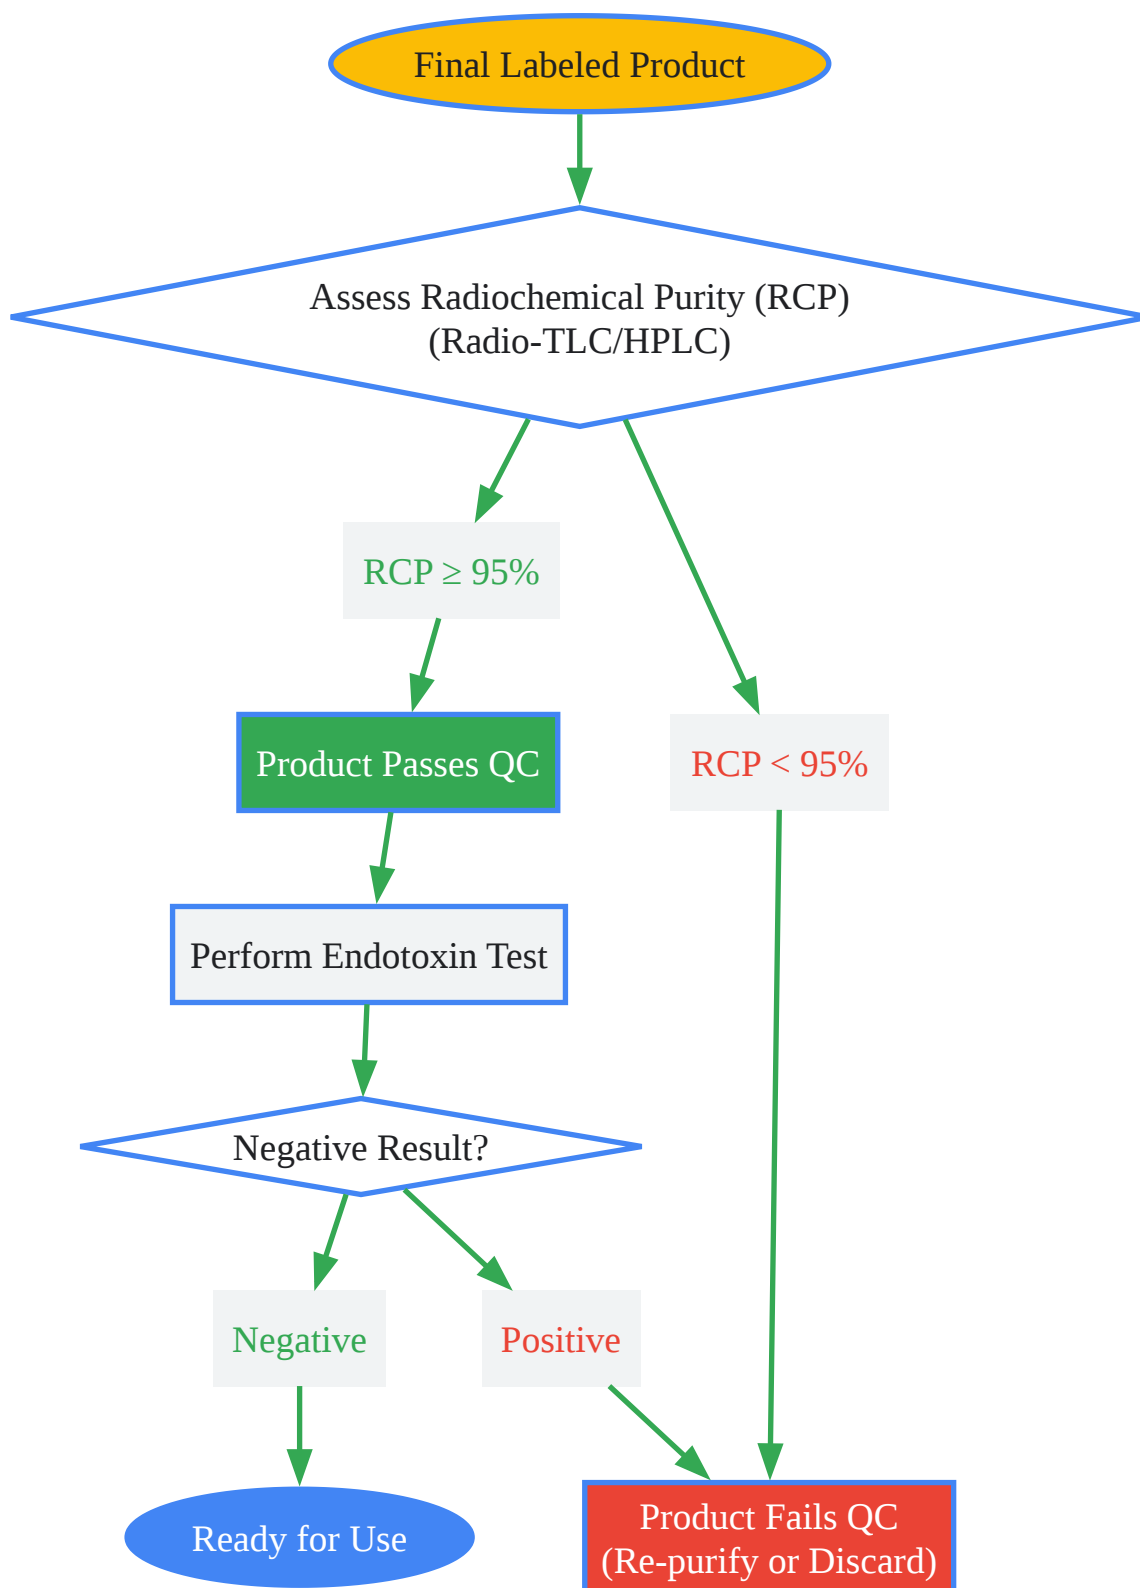 Final Labeled Product
Assess Radiochemical Purity (RCP)
(Radio-TLC/HPLC)
RCP ≥ 95%
Product Passes QC
RCP < 95%
Perform Endotoxin Test
Negative Result?
Negative
Positive
Ready for Use
Product Fails QC
(Re-purify or Discard)